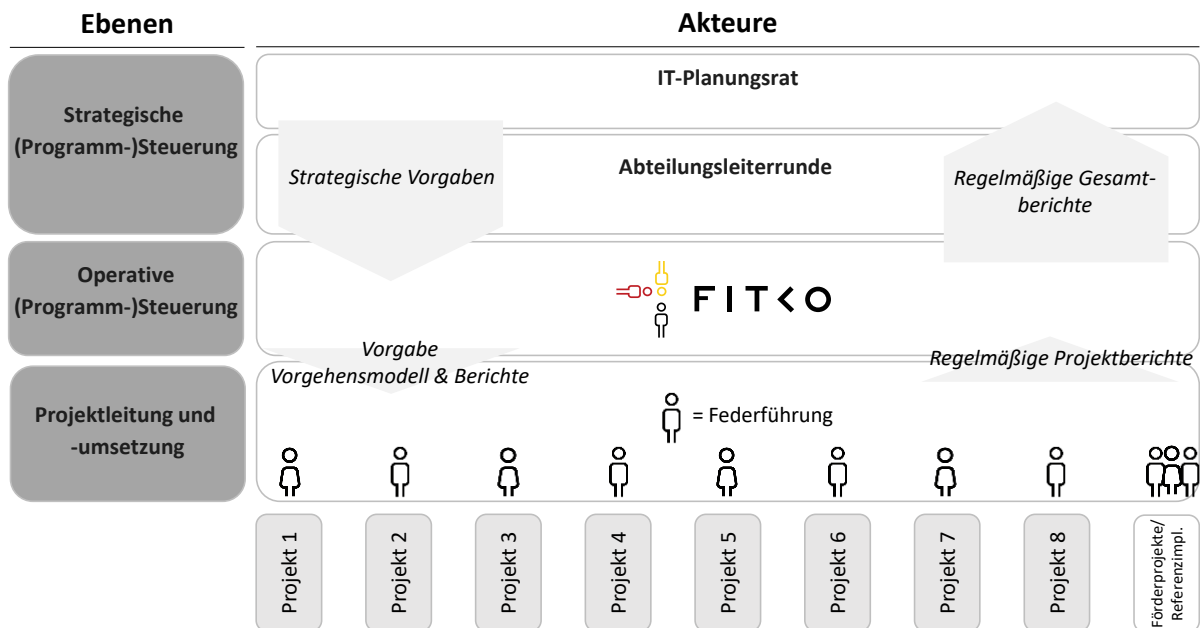 Ebenen
Akteure
Strategische
(Programm-)Steuerung
IT-Planungsrat
Strategische Vorgaben
Abteilungsleiterrunde
Regelmäßige Gesamt-
berichte
Operative
(Programm-)Steuerung
FITKO
Vorgabe
Vorgehensmodell & Berichte
Regelmäßige Projektberichte
Projektleitung und
-umsetzung
= Federführung
Projekt 1
Projekt 2
Projekt 3
Projekt 4
Projekt 5
Projekt 6
Projekt 7
Projekt 8
Förderprojekte/
Referenzimpl.